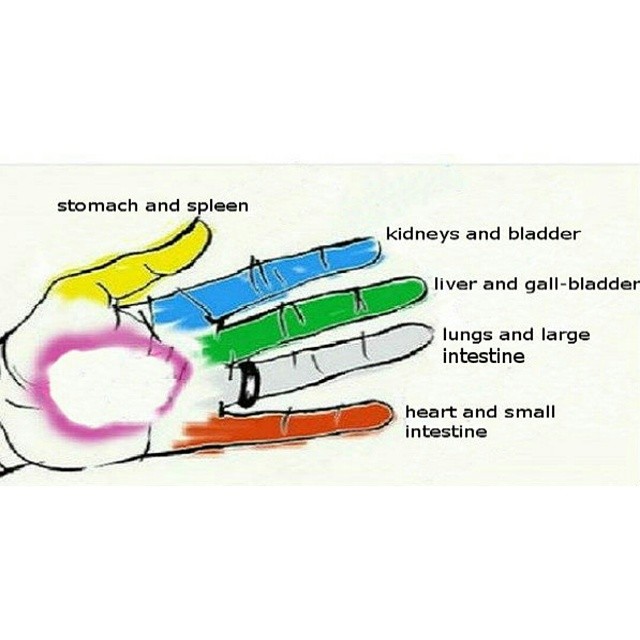 stomach and spleen
kidneys and bladder
liver and gall-bladder
lungs and large
intestine
heart and small
intestine